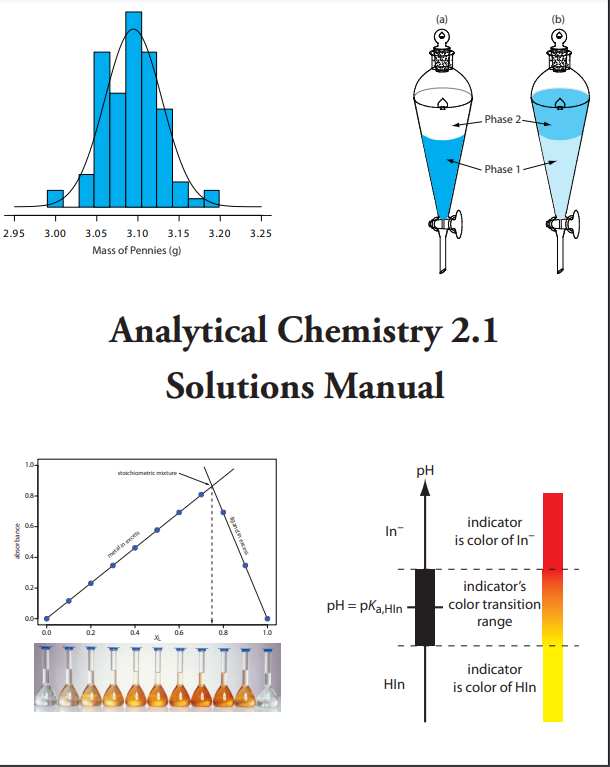 (a)
(b)
Phase 2
Phase 1
2.95 3.00 3.05 3.10 3.15 3.20 3.25
Mass of Pennies (g)
Analytical Chemistry 2.1
Solutions Manual
stoichiometric mixture
metal in excess
ligand in excess
absorbance
1.0
0.8
0.6
0.4
0.2
0.0
0.0 0.2 0.4 0.6 0.8 1.0
XL
pH
In⁻
indicator
is color of In⁻
pH = pKa,HIn
indicator's
color transition
range
HIn
indicator
is color of HIn